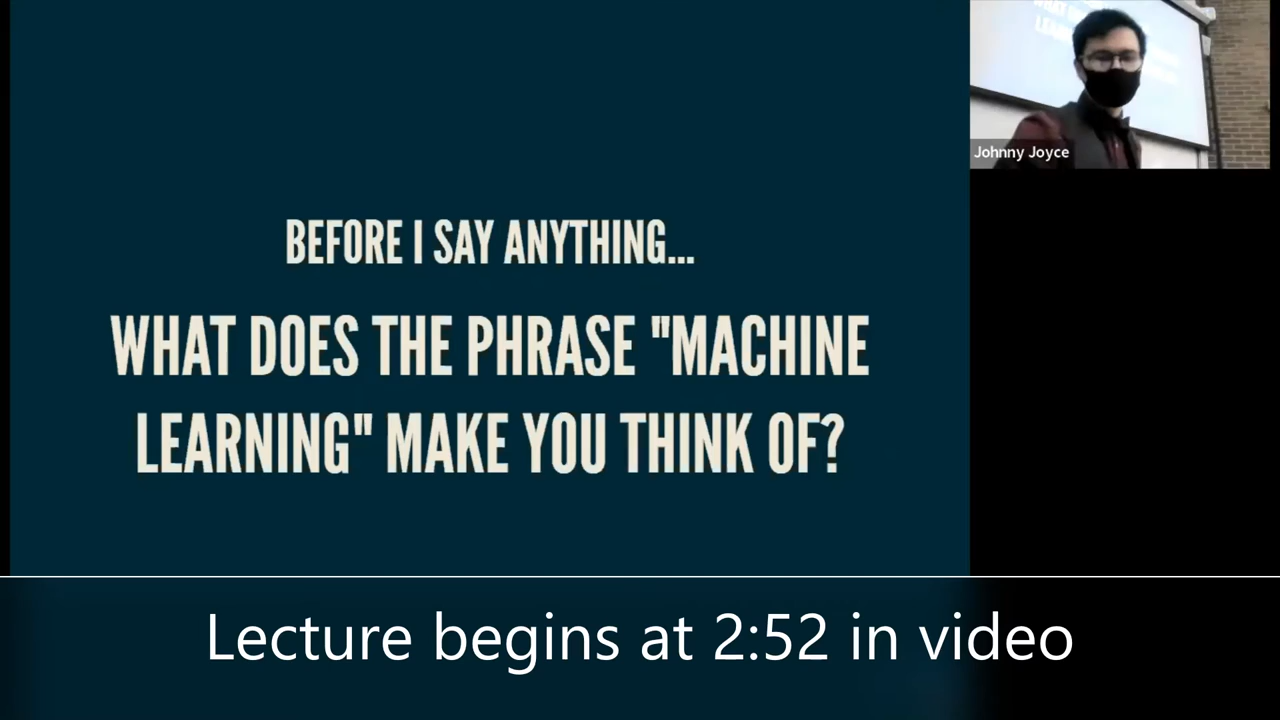 BEFORE I SAY ANYTHING...
WHAT DOES THE PHRASE "MACHINE
LEARNING" MAKE YOU THINK OF?
Johnny Joyce
Lecture begins at 2:52 in video